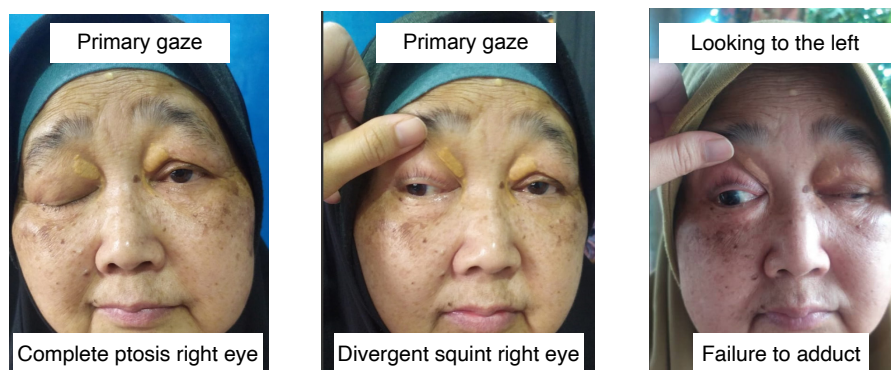 Primary gaze
Primary gaze
Looking to the left
Complete ptosis right eye
Divergent squint right eye
Failure to adduct